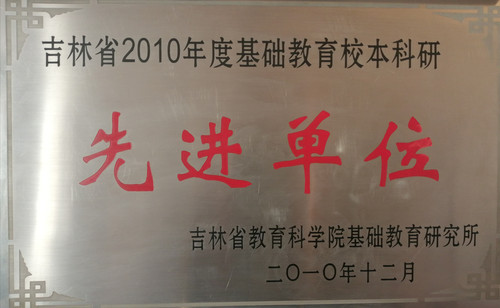 吉林省2010年度基础教育校本科研
先进单位
吉林省教育科学院基础教育研究所
二〇一〇年十二月